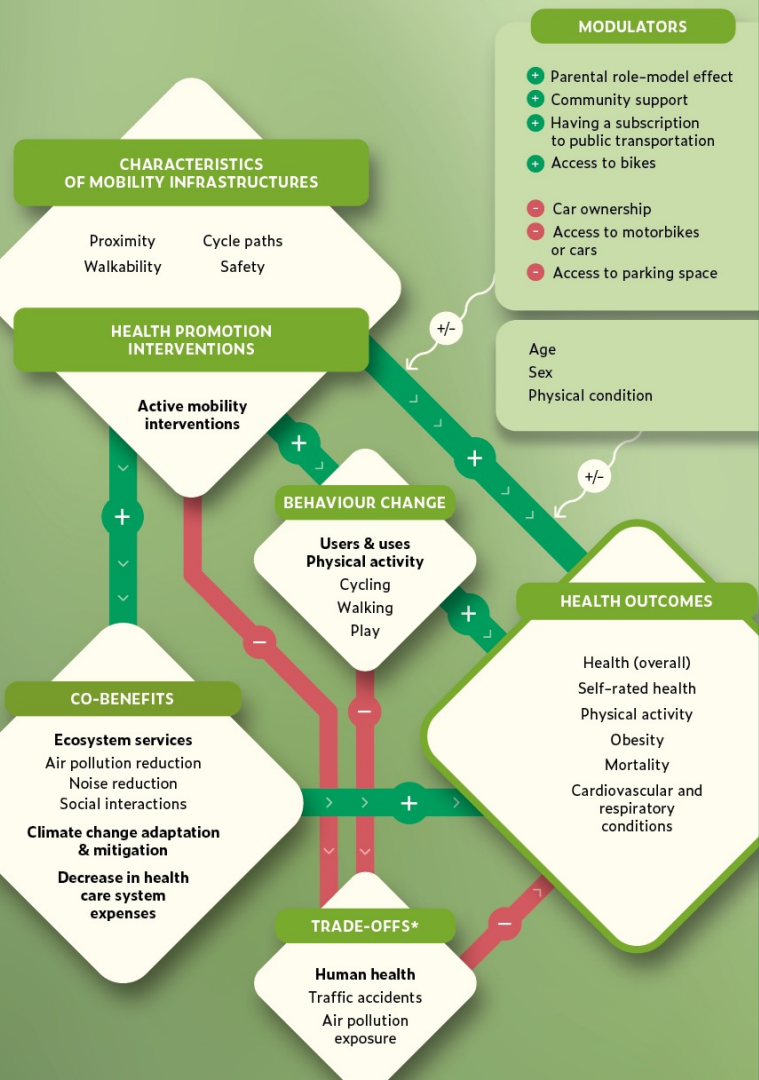 MODULATORS
+ Parental role-model effect
+ Community support
+ Having a subscription
to public transportation
+ Access to bikes
- Car ownership
- Access to motorbikes
or cars
- Access to parking space
CHARACTERISTICS
OF MOBILITY INFRASTRUCTURES
Proximity Cycle paths
Walkability Safety
HEALTH PROMOTION
INTERVENTIONS
Active mobility
interventions
+/-
Age
Sex
Physical condition
+/-
+
+
+
BEHAVIOUR CHANGE
Users & uses
Physical activity
Cycling
Walking
Play
+
-
-
HEALTH OUTCOMES
Health (overall)
Self-rated health
Physical activity
Obesity
Mortality
Cardiovascular and
respiratory
conditions
CO-BENEFITS
Ecosystem services
Air pollution reduction
Noise reduction
Social interactions
Climate change adaptation
& mitigation
Decrease in health
care system
expenses
+
-
TRADE-OFFS*
Human health
Traffic accidents
Air pollution
exposure